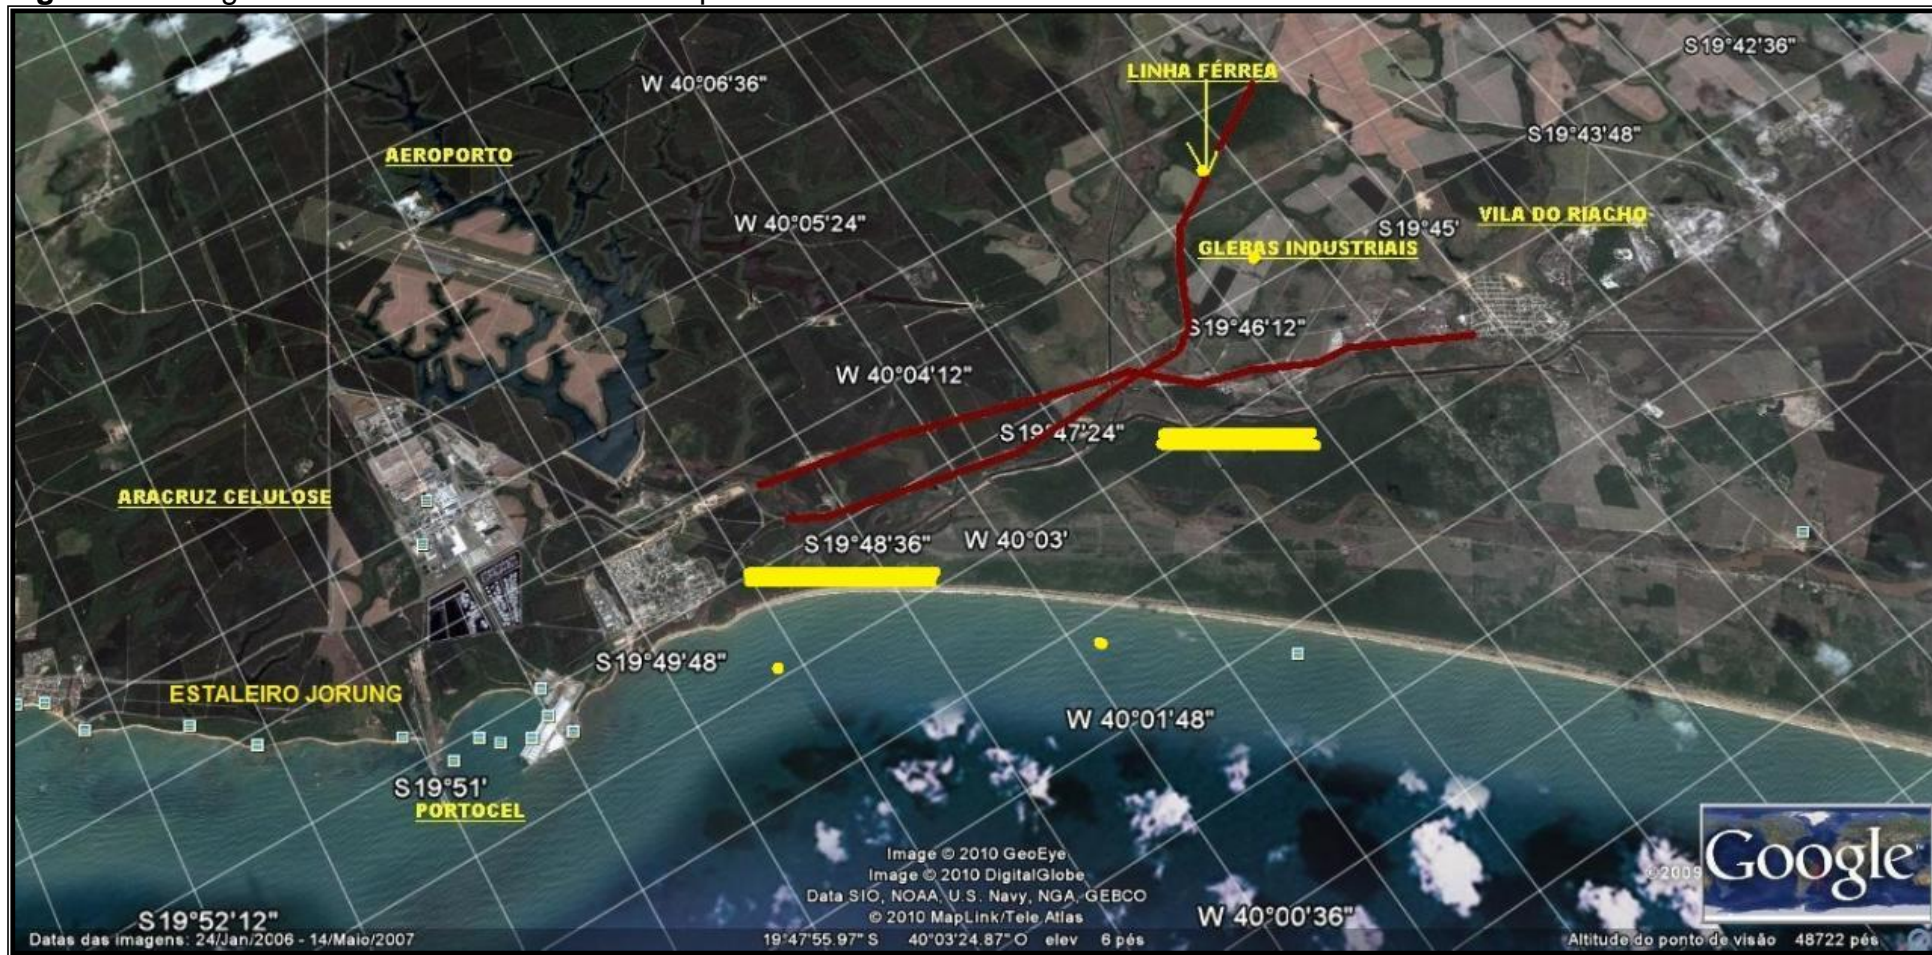 S19°42'36"
LINHA FÉRREA
W 40°06'36"
S19°43'48"
AEROPORTO
VILA DO RIACHO
W 40°05'24"
S19°45'
GLEBAS INDUSTRIAIS
S19°46'12"
W 40°04'12"
S19°47'24"
ARACRUZ CELULOSE
S19°48'36"
W 40°03'
S19°49'48"
ESTALEIRO JORUNG
W 40°01'48"
S19°51'
PORTOCEL
Image © 2010 GeoEye
Image © 2010 DigitalGlobe
Data SIO, NOAA, U.S. Navy, NGA, GEBCO
© 2010 MapLink/Tele Atlas
©2009 Google
S19°52'12"
W 40°00'36"
Datas das imagens: 24/Jan/2006 - 14/Maio/2007
19°47'55.97" S 40°03'24.87" O elev 6 pés
Altitude do ponto de visão 48722 pés